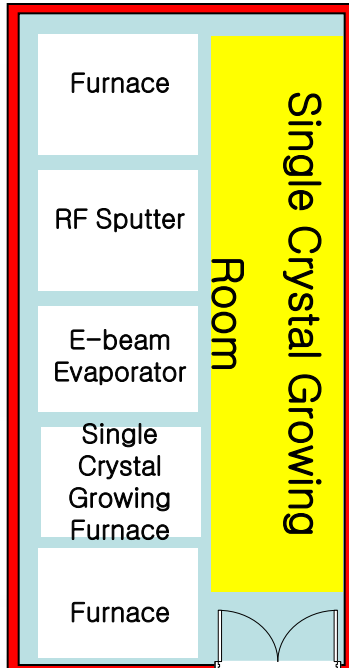 Furnace
RF Sputter
E-beam
Evaporator
Single
Crystal
Growing
Furnace
Furnace
Single Crystal Growing
Room